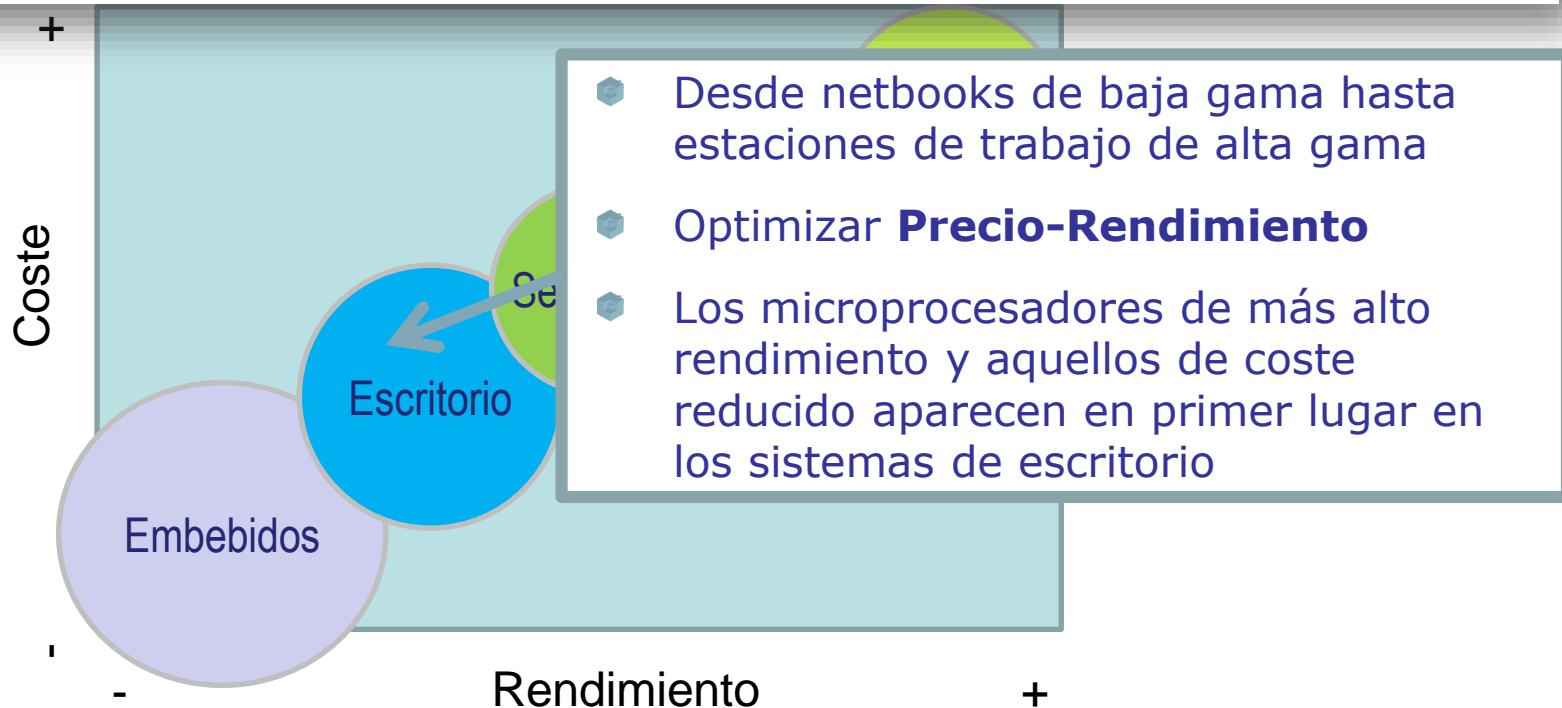 +
Desde netbooks de baja gama hasta
estaciones de trabajo de alta gama
Optimizar Precio-Rendimiento
Los microprocesadores de más alto
rendimiento y aquellos de coste
reducido aparecen en primer lugar en
los sistemas de escritorio
Coste
Escritorio
Embebidos
-
- Rendimiento +